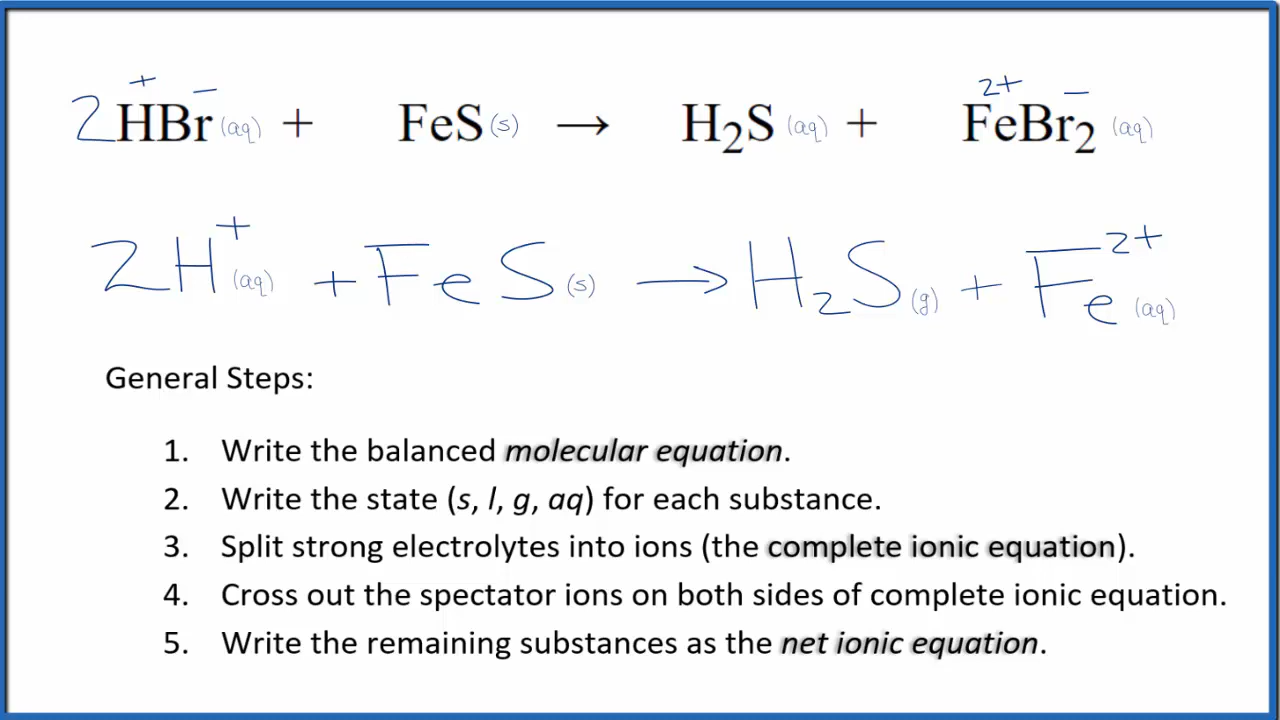 2HBr(aq) + FeS(s) → H₂S(aq) + FeBr₂(aq)
2H⁺(aq) + FeS(s) → H₂S(g) + Fe²⁺(aq)
General Steps:
1. Write the balanced molecular equation.
2. Write the state (s, l, g, aq) for each substance.
3. Split strong electrolytes into ions (the complete ionic equation).
4. Cross out the spectator ions on both sides of complete ionic equation.
5. Write the remaining substances as the net ionic equation.